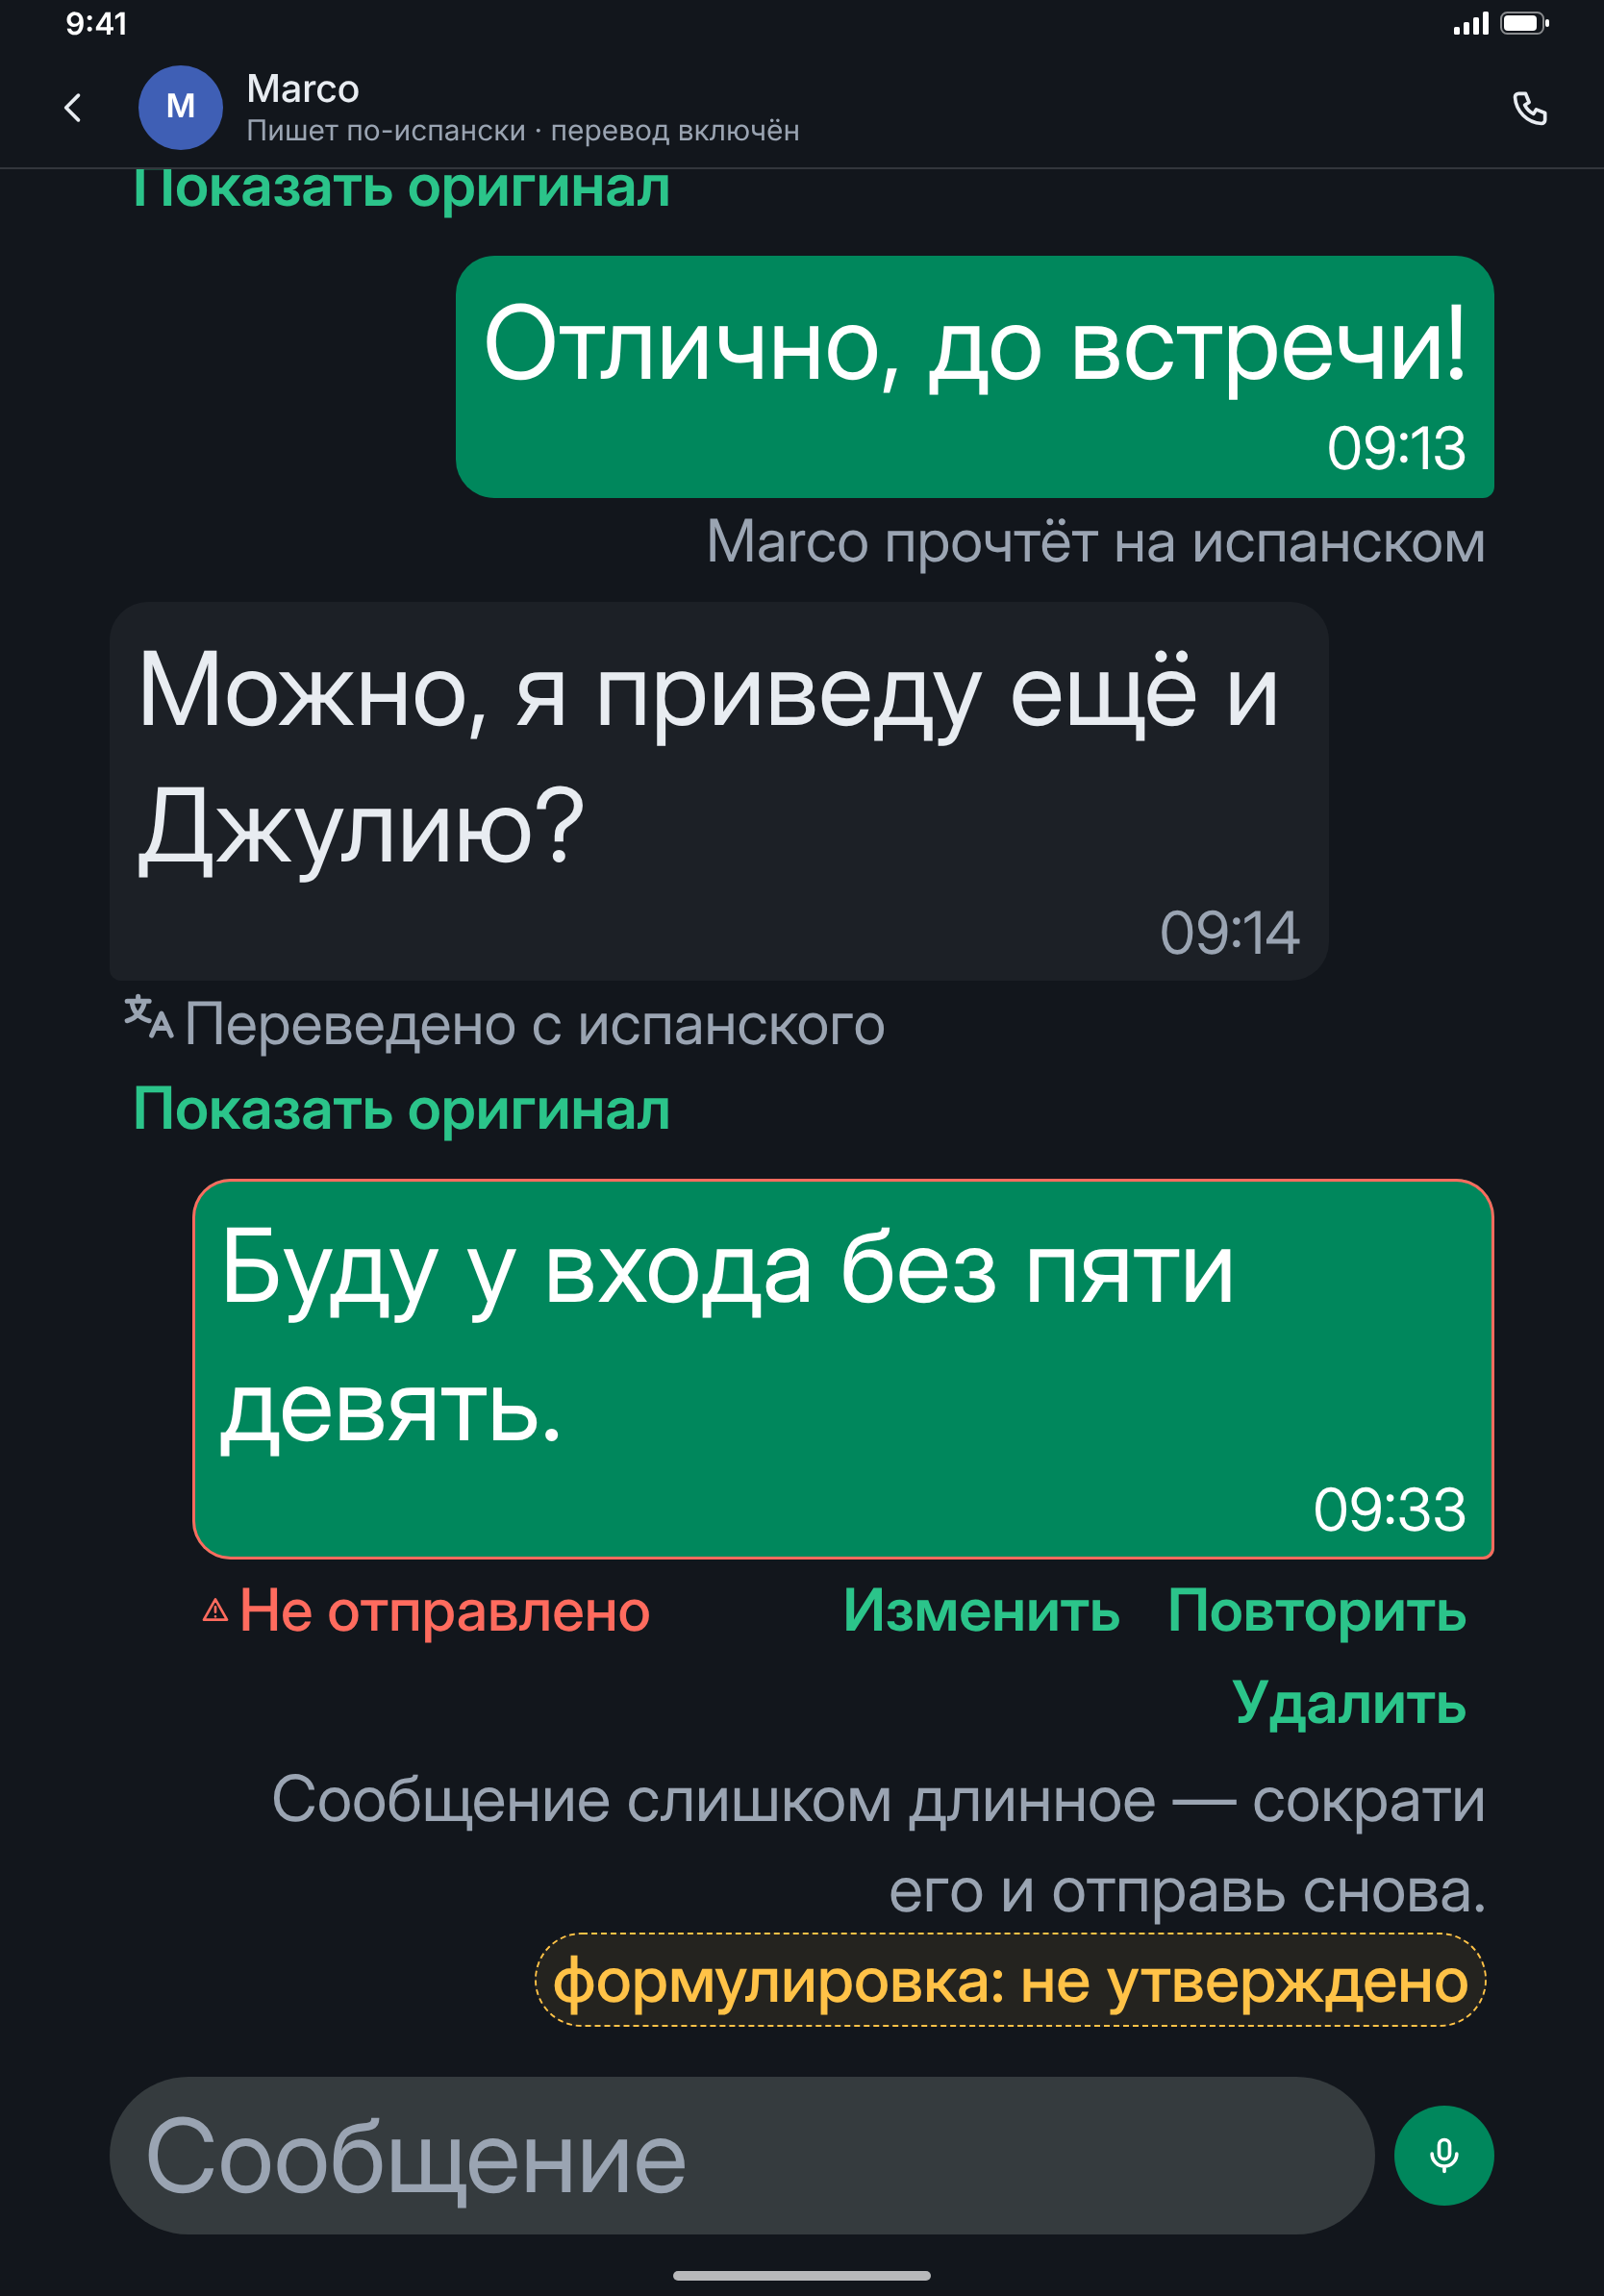 9:41
M
Marco
Пишет по-испански · перевод включён
Показать оригинал
Отлично, до встречи!
09:13
Marco прочтёт на испанском
Можно, я приведу ещё и
Джулию?
09:14
Переведено с испанского
Показать оригинал
Буду у входа без пяти
девять.
09:33
Не отправлено
Изменить Повторить
Удалить
Сообщение слишком длинное — сократи
его и отправь снова.
формулировка: не утверждено
Сообщение